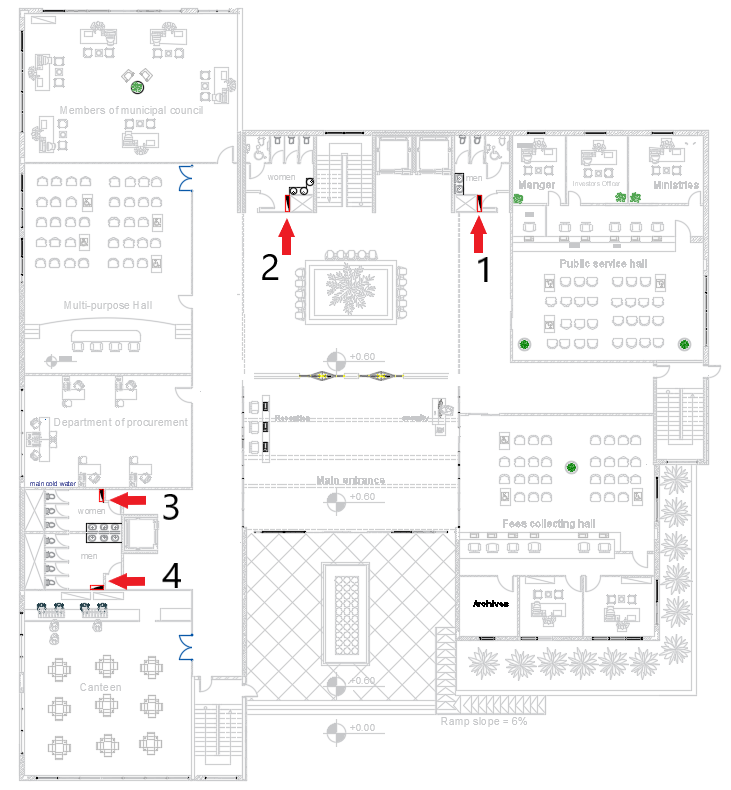 Members of municipal council
women
men
Menger
Investors Officer
Ministries
2
1
Public service hall
Multi-purpose Hall
+0.60
Department of procurement
Reception
security
main cold water
Main entrance
+0.60
women
3
Fees collecting hall
men
4
Archives
Canteen
+0.60
Ramp slope = 6%
+0.00